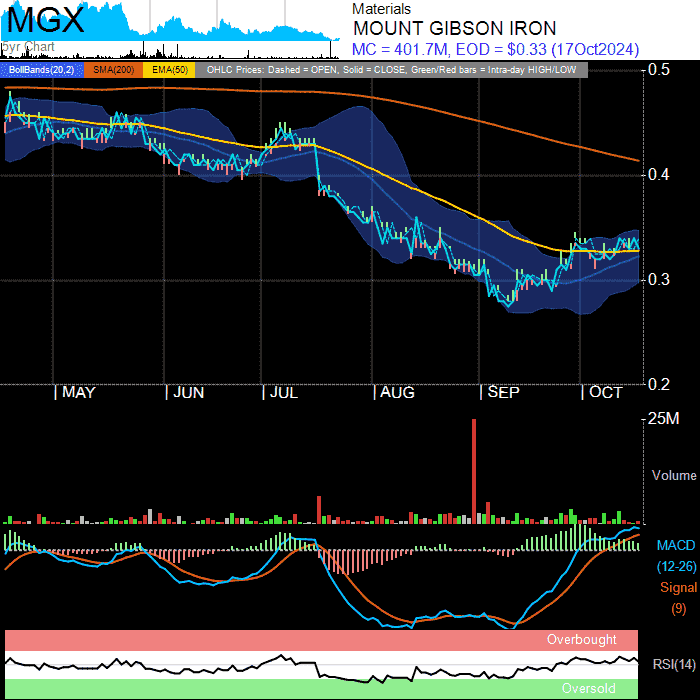 MGX
5yr Chart
Materials
MOUNT GIBSON IRON
MC = 401.7M, EOD = $0.33 (17Oct2024)
BollBands(20,2) SMA(200) EMA(50) OHLC Prices: Dashed = OPEN, Solid = CLOSE, Green/Red bars = Intra-day HIGH/LOW
0.5
0.4
0.3
0.2
MAY JUN JUL AUG SEP OCT
25M
Volume
MACD
(12-26)
Signal
(9)
Overbought
RSI(14)
Oversold